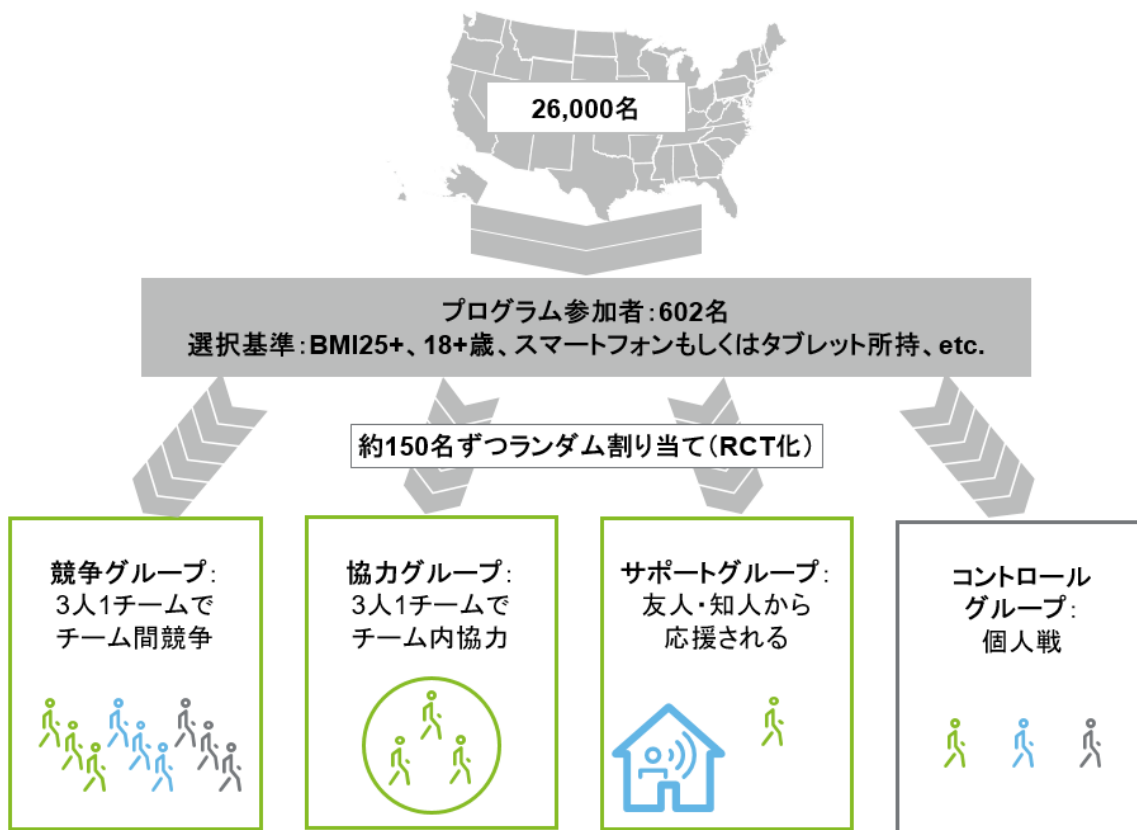 26,000名
プログラム参加者：602名
選択基準：BMI25+、18+歳、スマートフォンもしくはタブレット所持、etc.
約150名ずつランダム割り当て（RCT化）
競争グループ：
3人1チームで
チーム間競争
協力グループ：
3人1チームで
チーム内協力
サポートグループ：
友人・知人から
応援される
コントロール
グループ：
個人戦